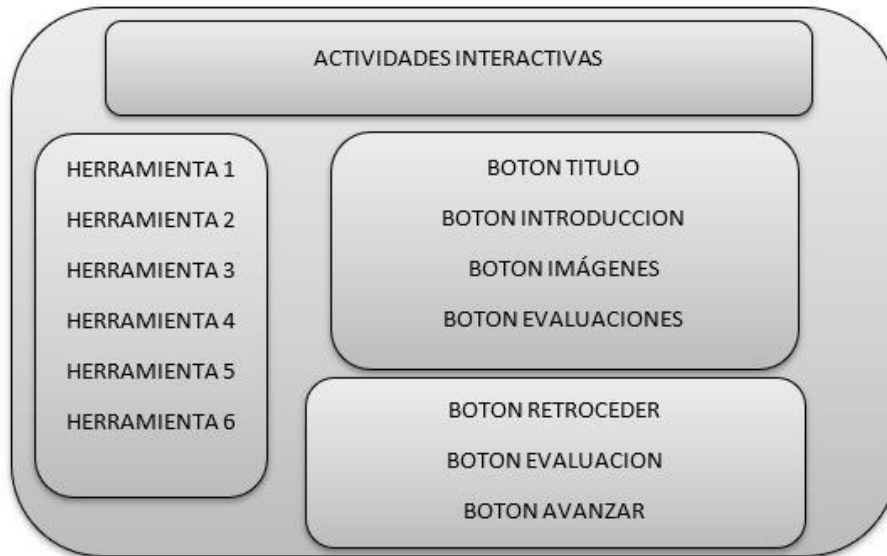 ACTIVIDADES INTERACTIVAS
HERRAMIENTA 1
HERRAMIENTA 2
HERRAMIENTA 3
HERRAMIENTA 4
HERRAMIENTA 5
HERRAMIENTA 6
BOTON TITULO
BOTON INTRODUCCION
BOTON IMÁGENES
BOTON EVALUACIONES
BOTON RETROCEDER
BOTON EVALUACION
BOTON AVANZAR